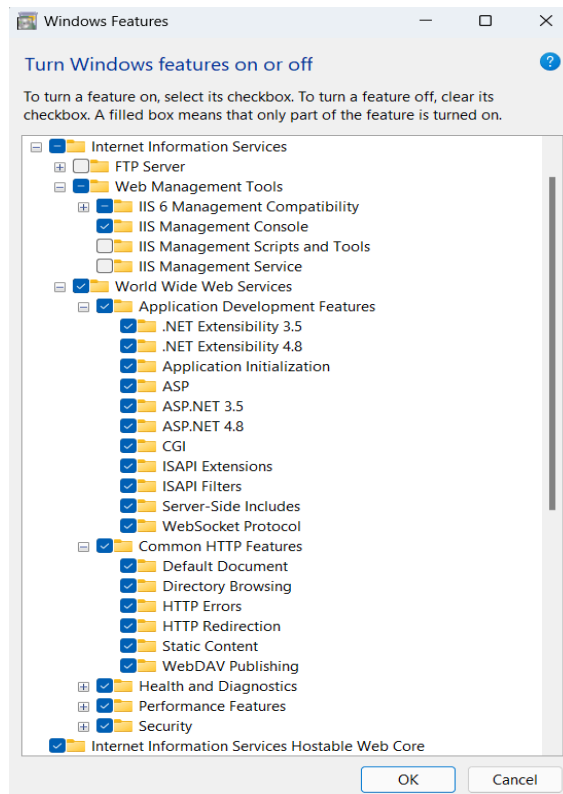 Windows Features
Turn Windows features on or off
To turn a feature on, select its checkbox. To turn a feature off, clear its
checkbox. A filled box means that only part of the feature is turned on.
Internet Information Services
FTP Server
Web Management Tools
IIS 6 Management Compatibility
IIS Management Console
IIS Management Scripts and Tools
IIS Management Service
World Wide Web Services
Application Development Features
.NET Extensibility 3.5
.NET Extensibility 4.8
Application Initialization
ASP
ASP.NET 3.5
ASP.NET 4.8
CGI
ISAPI Extensions
ISAPI Filters
Server-Side Includes
WebSocket Protocol
Common HTTP Features
Default Document
Directory Browsing
HTTP Errors
HTTP Redirection
Static Content
WebDAV Publishing
Health and Diagnostics
Performance Features
Security
Internet Information Services Hostable Web Core
OK Cancel